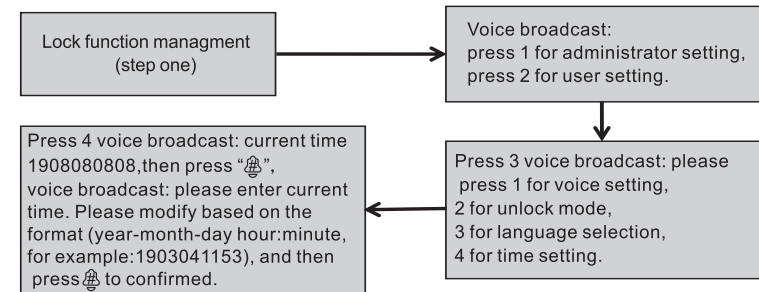 Lock function managment
(step one)
Voice broadcast:
press 1 for administrator setting,
press 2 for user setting.
Press 3 voice broadcast: please
press 1 for voice setting,
2 for unlock mode,
3 for language selection,
4 for time setting.
Press 4 voice broadcast: current time
1908080808,then press “#”,
voice broadcast: please enter current
time. Please modify based on the
format (year-month-day hour:minute,
for example:1903041153), and then
press # to confirmed.